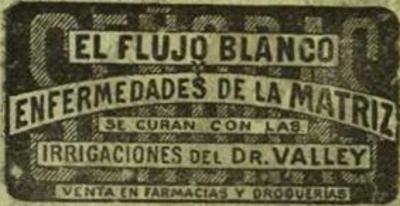 EL FLUJO BLANCO
Y
ENFERMEDADES DE LA MATRIZ
SE CURAN CON LAS
IRRIGACIONES DEL DR. VALLEY
VENTA EN FARMACIAS Y DROGUERIAS